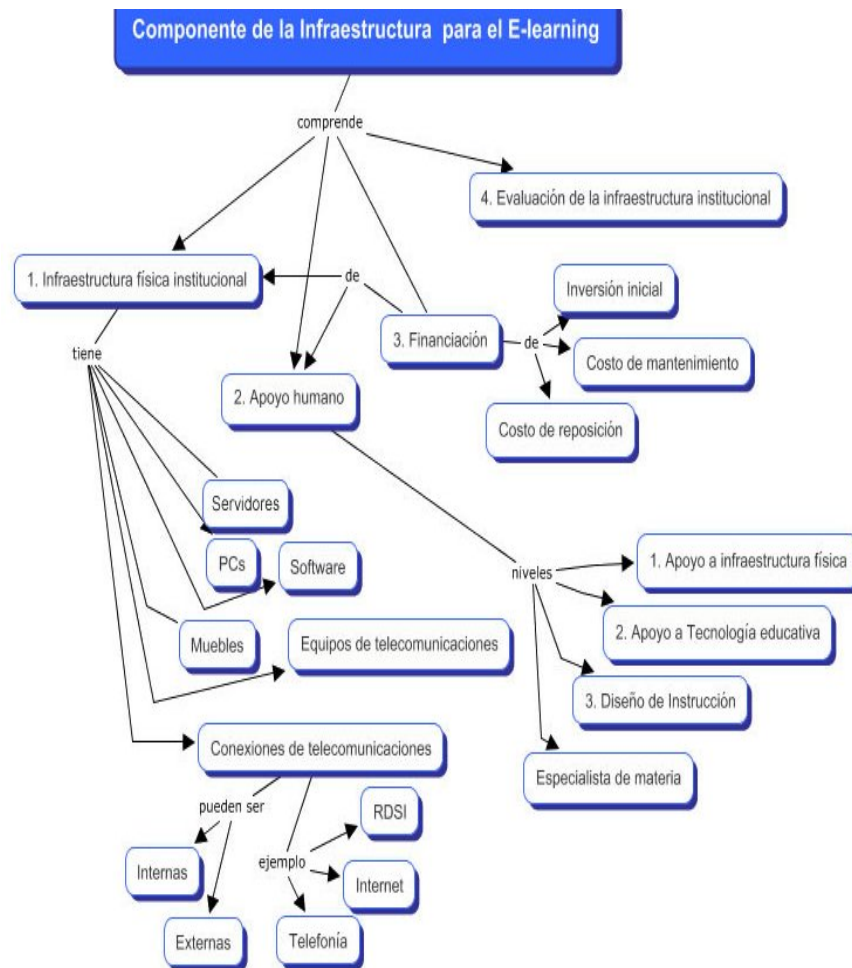 Componente de la Infraestructura para el E-learning
comprende
4. Evaluación de la infraestructura institucional
1. Infraestructura física institucional
de
Inversión inicial
3. Financiación
de
tiene
Costo de mantenimiento
2. Apoyo humano
Costo de reposición
Servidores
PCs
Software
niveles
1. Apoyo a infraestructura física
2. Apoyo a Tecnología educativa
Muebles
Equipos de telecomunicaciones
3. Diseño de Instrucción
Conexiones de telecomunicaciones
Especialista de materia
pueden ser
RDSI
ejemplo
Internas
Internet
Externas
Telefonía